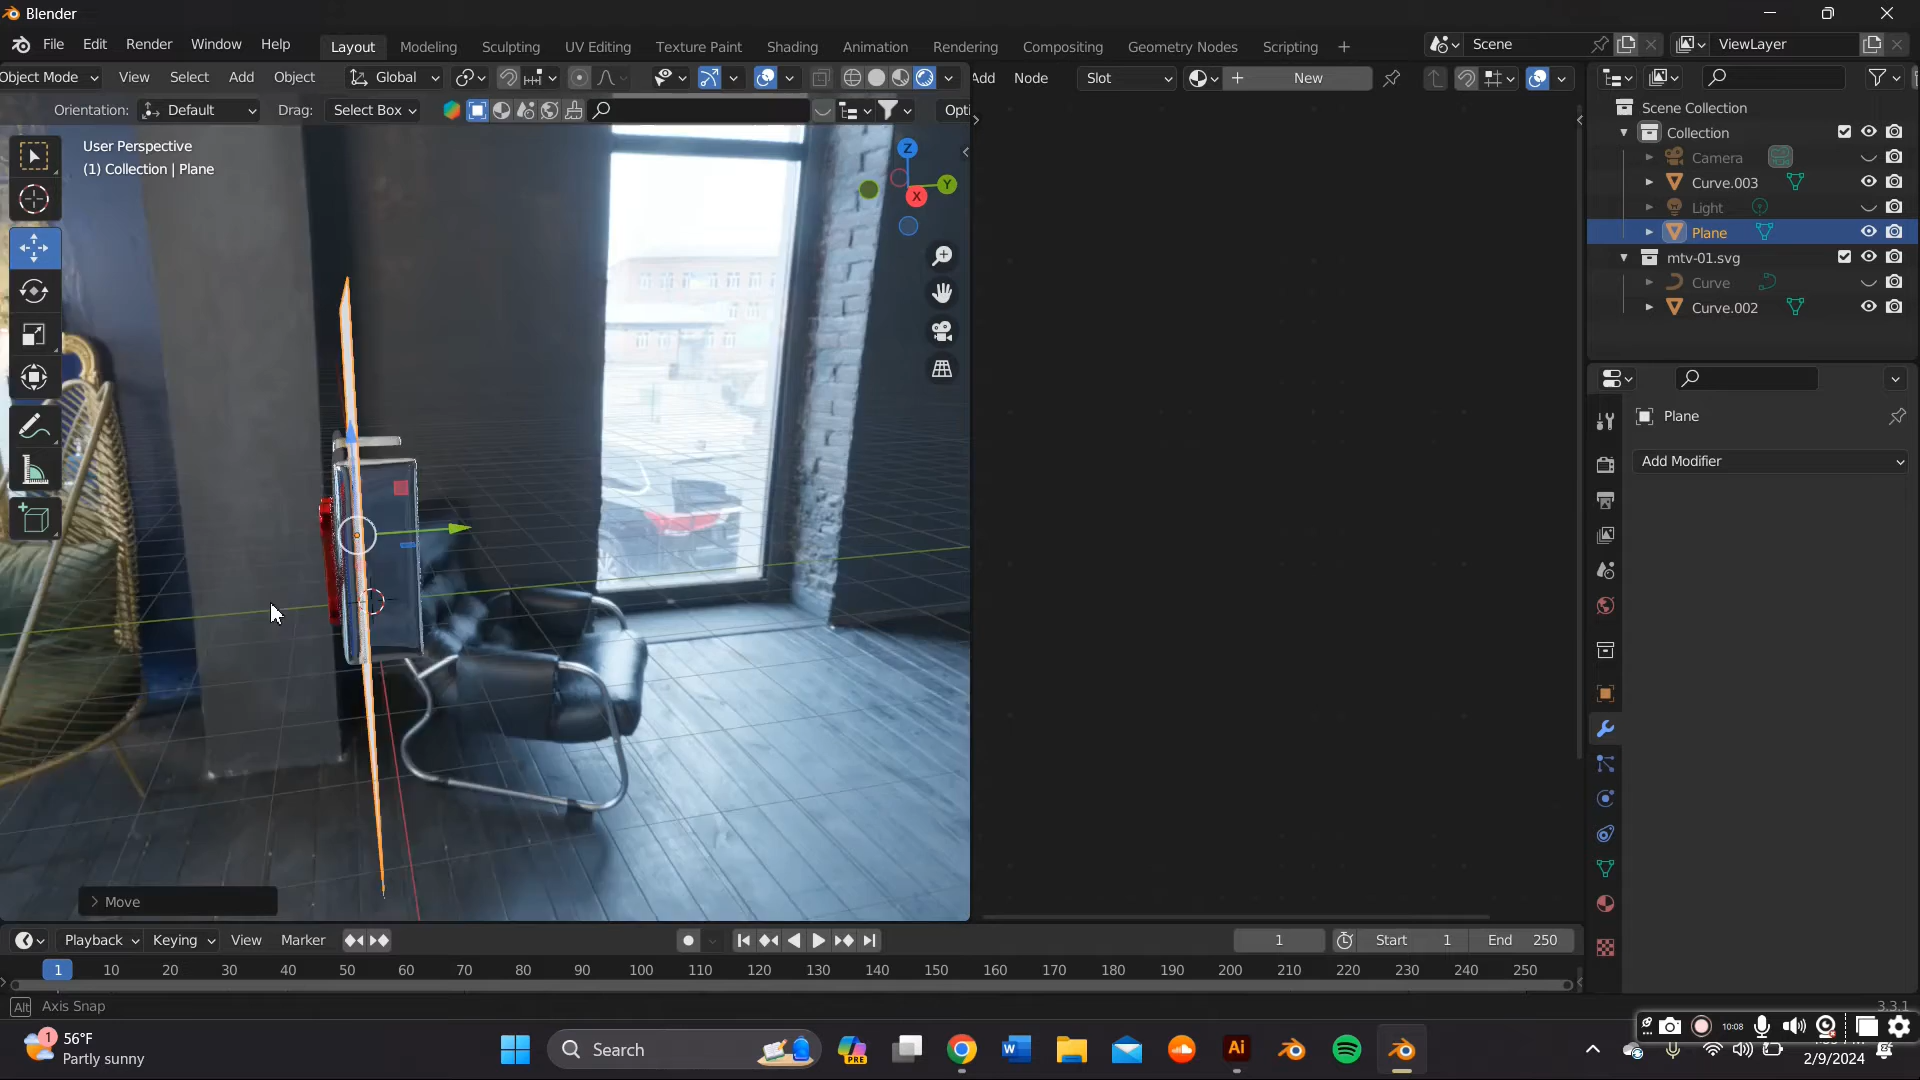 Blender
File Edit Render Window Help
Layout Modeling Sculpting UV Editing Texture Paint Shading Animation Rendering Compositing Geometry Nodes Scripting
Scene ViewLayer
Object Mode View Select Add Object Global
Add Node Slot New
Orientation: Default Drag: Select Box Opti
User Perspective
(1) Collection | Plane
Z
Y
X
Move
Scene Collection
Collection
Camera
Curve.003
Light
Plane
mtv-01.svg
Curve
Curve.002
Plane
Add Modifier
Playback Keying View Marker 1 Start 1 End 250
1 10 20 30 40 50 60 70 80 90 100 110 120 130 140 150 160 170 180 190 200 210 220 230 240 250
Alt Axis Snap
3.3.1
10:08
1
56°F
Partly sunny
Search
PRE
W
Ai
2/9/2024